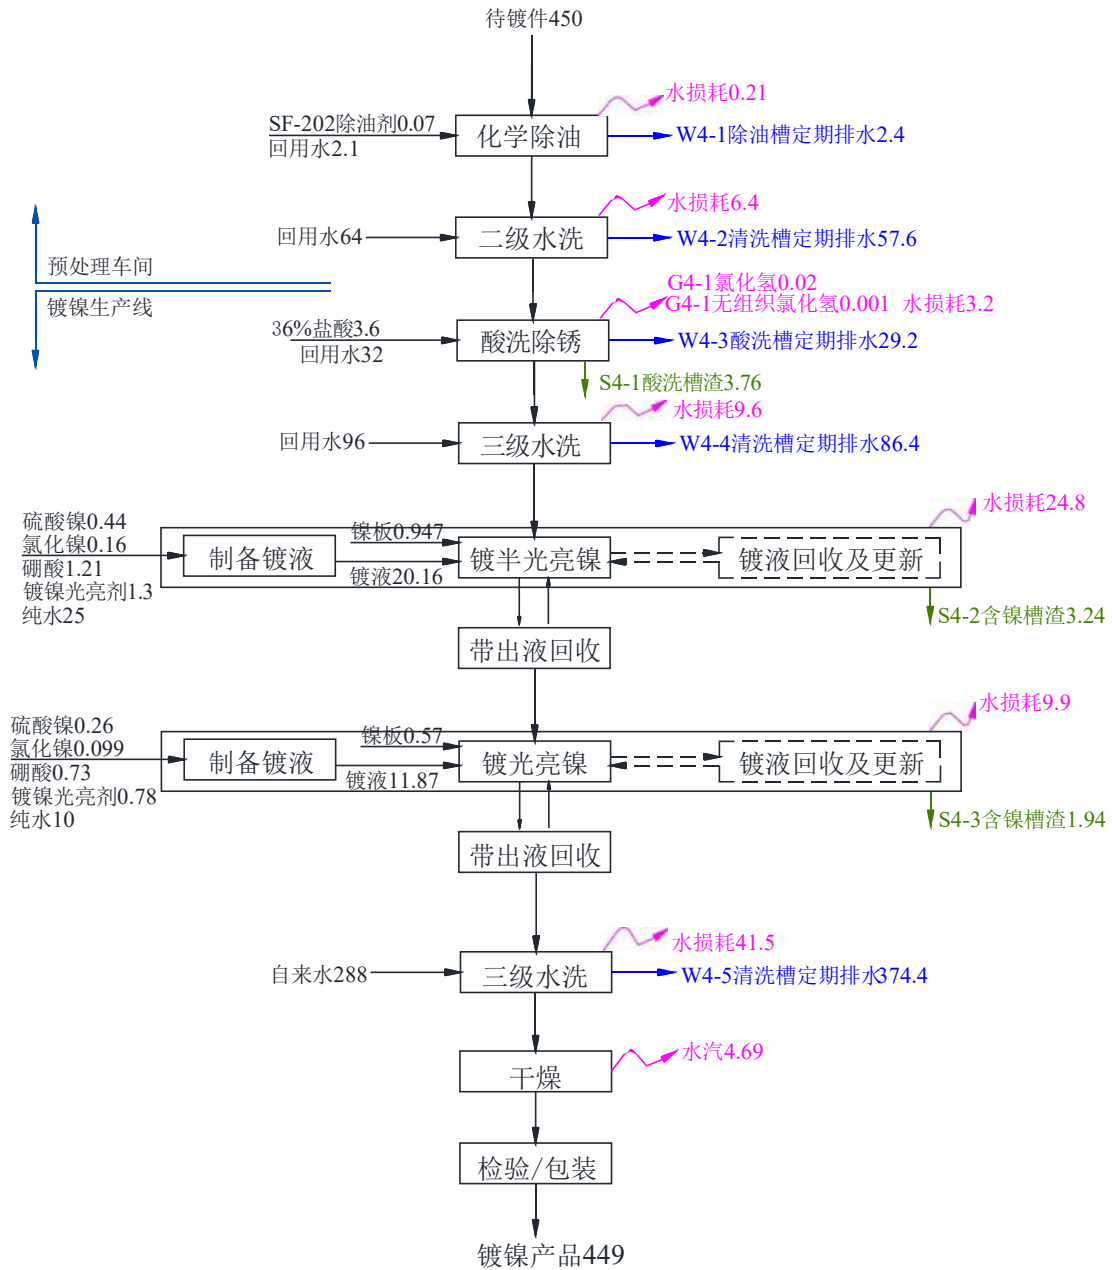 待镀件450
水损耗0.21
SF-202除油剂0.07
回用水2.1
化学除油
W4-1除油槽定期排水2.4
水损耗6.4
回用水64
二级水洗
W4-2清洗槽定期排水57.6
预处理车间
镀镍生产线
G4-1氯化氢0.02
G4-1无组织氯化氢0.001 水损耗3.2
36%盐酸3.6
回用水32
酸洗除锈
W4-3酸洗槽定期排水29.2
S4-1酸洗槽渣3.76
水损耗9.6
回用水96
三级水洗
W4-4清洗槽定期排水86.4
水损耗24.8
硫酸镍0.44
氯化镍0.16
硼酸1.21
镀镍光亮剂1.3
纯水25
制备镀液
镍板0.947
镀液20.16
镀半光亮镍
镀液回收及更新
S4-2含镍槽渣3.24
带出液回收
水损耗9.9
硫酸镍0.26
氯化镍0.099
硼酸0.73
镀镍光亮剂0.78
纯水10
制备镀液
镍板0.57
镀液11.87
镀光亮镍
镀液回收及更新
S4-3含镍槽渣1.94
带出液回收
水损耗41.5
自来水288
三级水洗
W4-5清洗槽定期排水374.4
水汽4.69
干燥
检验/包装
镀镍产品449